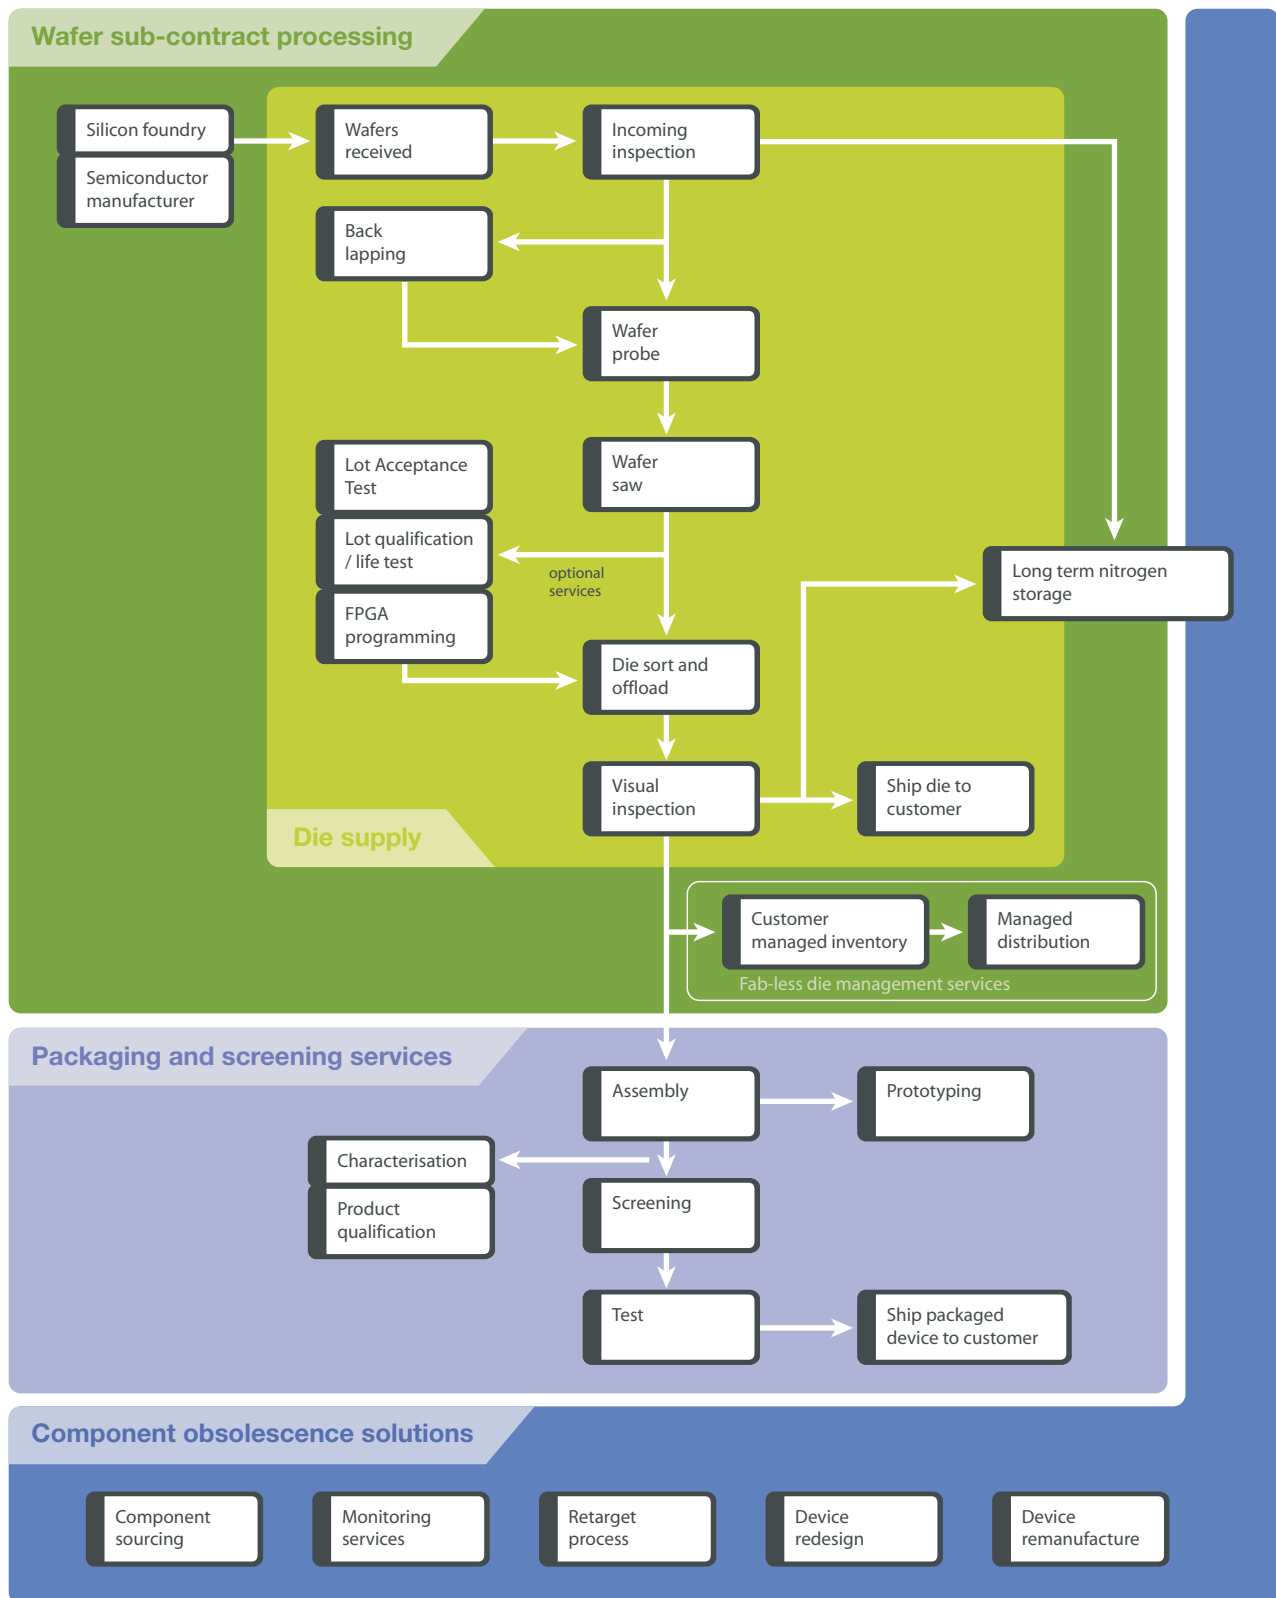 Wafer sub-contract processing
Silicon foundry
Semiconductor
manufacturer
Wafers
received
Incoming
inspection
Back
lapping
Wafer
probe
Lot Acceptance
Test
Wafer
saw
Lot qualification
/ life test
optional
services
Long term nitrogen
storage
FPGA
programming
Die sort and
offload
Visual
inspection
Ship die to
customer
Die supply
Customer
managed inventory
Managed
distribution
Fab-less die management services
Packaging and screening services
Assembly
Prototyping
Characterisation
Product
qualification
Screening
Test
Ship packaged
device to customer
Component obsolescence solutions
Component
sourcing
Monitoring
services
Retarget
process
Device
redesign
Device
remanufacture